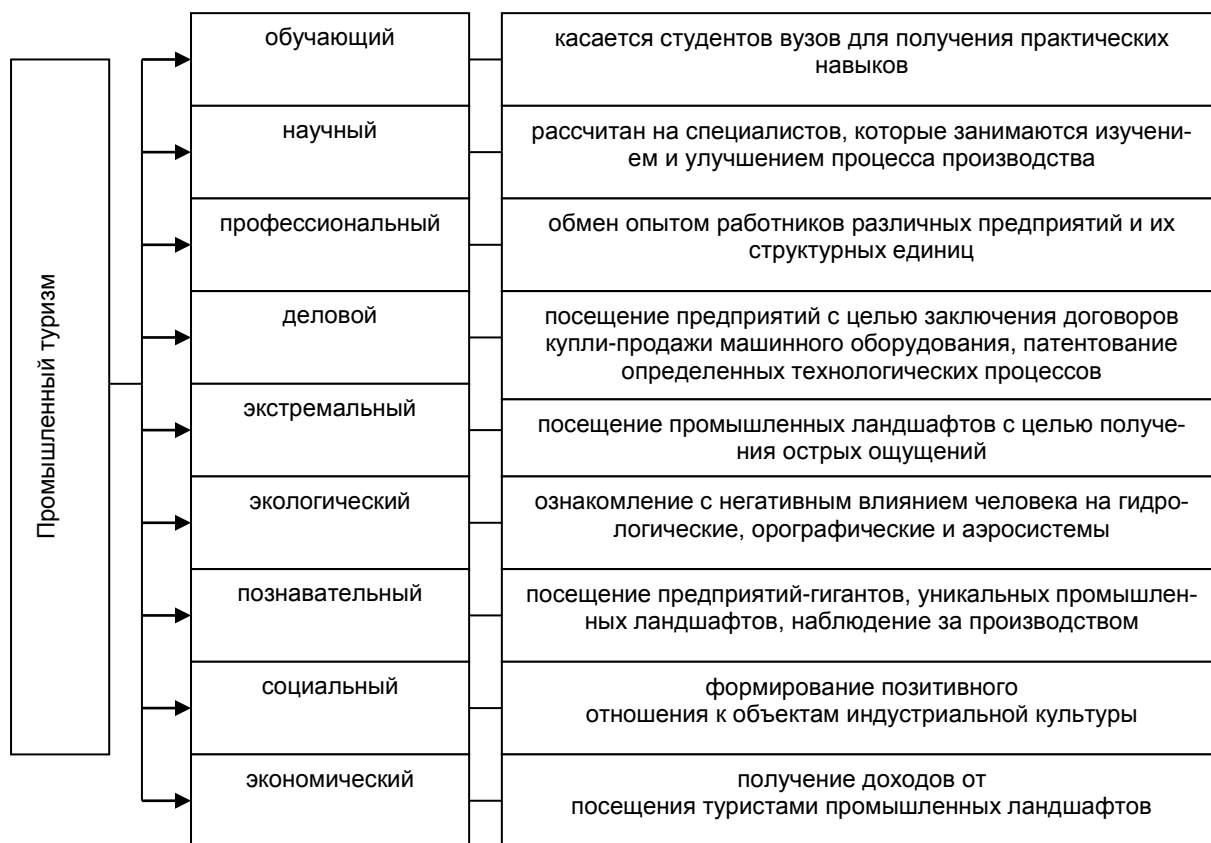 Промышленный туризм
обучающий
касается студентов вузов для получения практических
навыков
научный
рассчитан на специалистов, которые занимаются изучени-
ем и улучшением процесса производства
профессиональный
обмен опытом работников различных предприятий и их
структурных единиц
деловой
посещение предприятий с целью заключения договоров
купли-продажи машинного оборудования, патентование
определенных технологических процессов
экстремальный
посещение промышленных ландшафтов с целью получе-
ния острых ощущений
экологический
ознакомление с негативным влиянием человека на гидро-
логические, орографические и аэросистемы
познавательный
посещение предприятий-гигантов, уникальных промышлен-
ных ландшафтов, наблюдение за производством
социальный
формирование позитивного
отношения к объектам индустриальной культуры
экономический
получение доходов от
посещения туристами промышленных ландшафтов